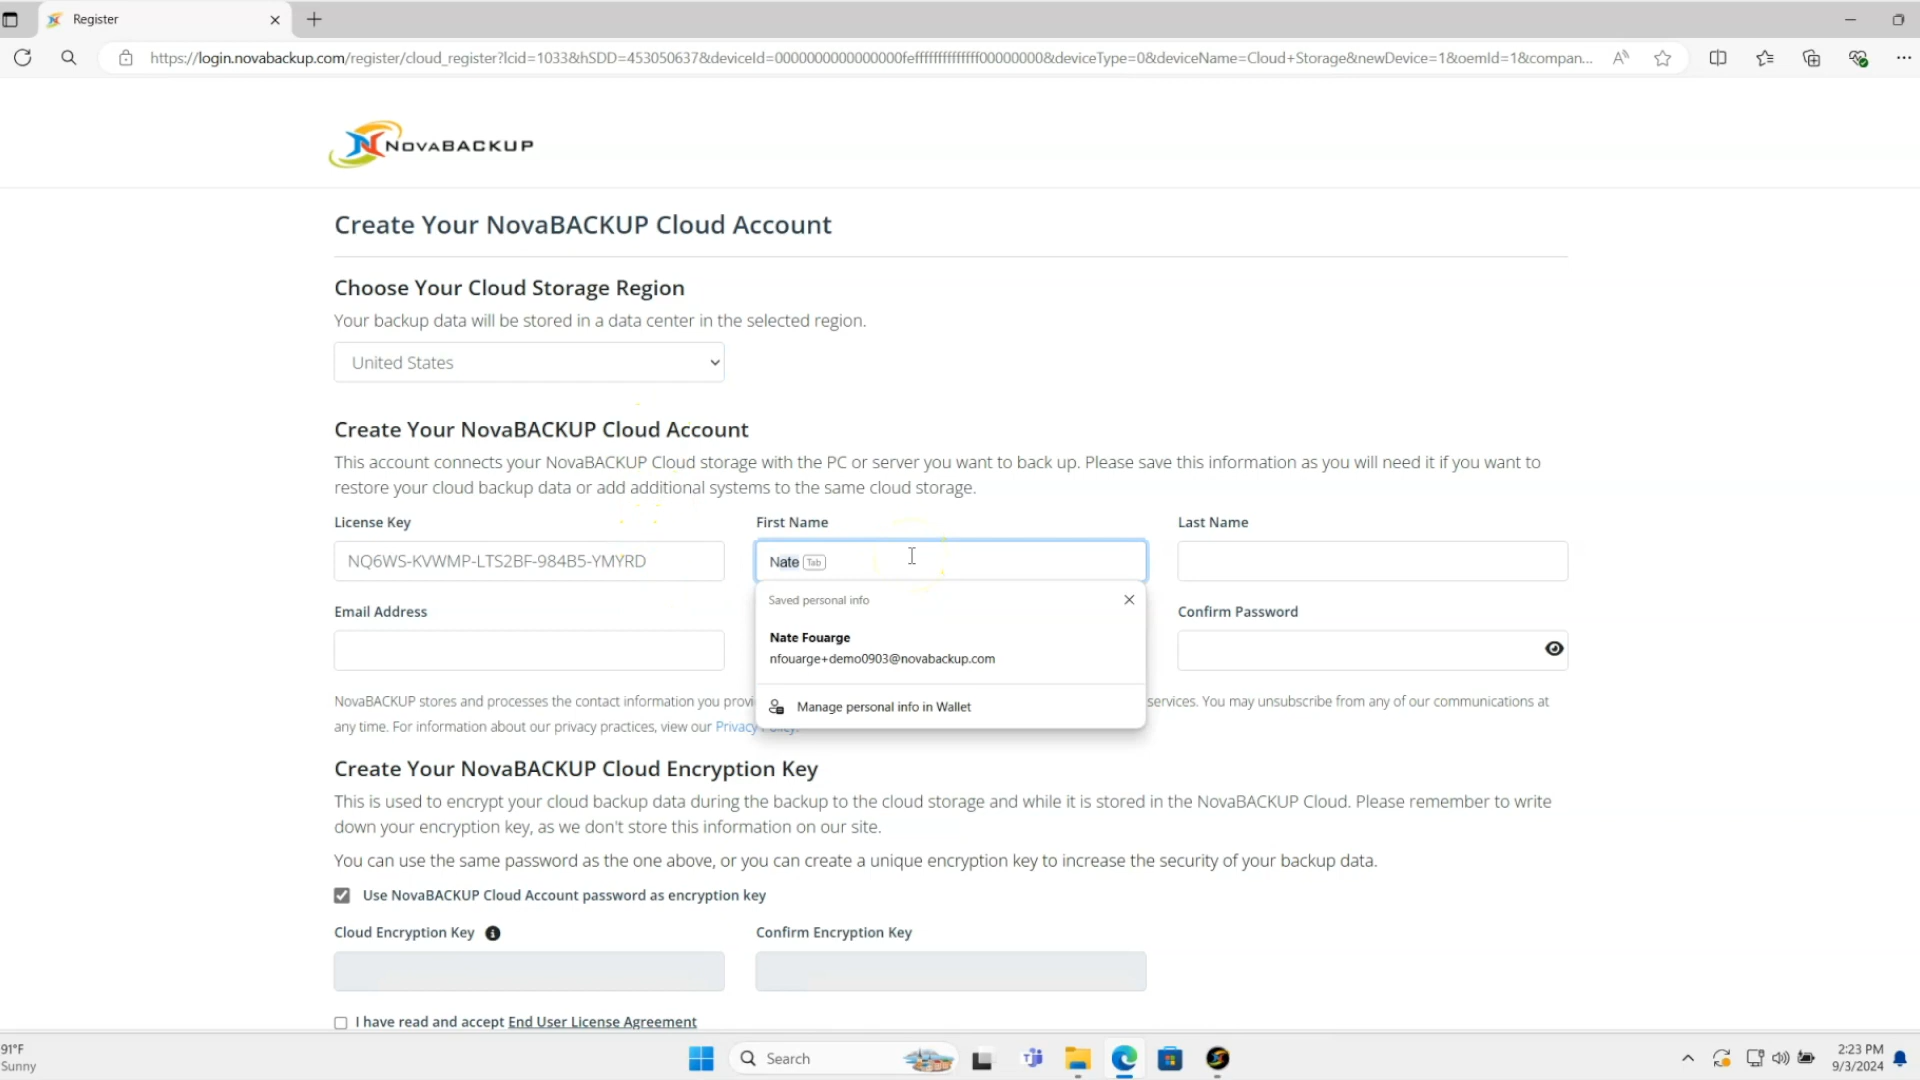 Register
https://login.novabackup.com/register/cloud_register?lcid=1033&hSDD=453050637&deviceId=0000000000000000feffffffffffffff00000000&deviceType=0&deviceName=Cloud+Storage&newDevice=1&oemId=1&compan...
NOVABACKUP
Create Your NovaBACKUP Cloud Account
Choose Your Cloud Storage Region
Your backup data will be stored in a data center in the selected region.
United States
Create Your NovaBACKUP Cloud Account
This account connects your NovaBACKUP Cloud storage with the PC or server you want to back up. Please save this information as you will need it if you want to
restore your cloud backup data or add additional systems to the same cloud storage.
License Key First Name Last Name
NQ6WS-KVWMP-LTS2BF-984B5-YMYRD Nate Tab
Saved personal info
Email Address Confirm Password
Nate Fouarge
nfouarge+demo0903@novabackup.com
NovaBACKUP stores and processes the contact information you provi services. You may unsubscribe from any of our communications at
Manage personal info in Wallet
any time. For information about our privacy practices, view our Privacy Policy.
Create Your NovaBACKUP Cloud Encryption Key
This is used to encrypt your cloud backup data during the backup to the cloud storage and while it is stored in the NovaBACKUP Cloud. Please remember to write
down your encryption key, as we don't store this information on our site.
You can use the same password as the one above, or you can create a unique encryption key to increase the security of your backup data.
Use NovaBACKUP Cloud Account password as encryption key
Cloud Encryption Key Confirm Encryption Key
I have read and accept End User License Agreement
91°F
Sunny
Search
2:23 PM
9/3/2024